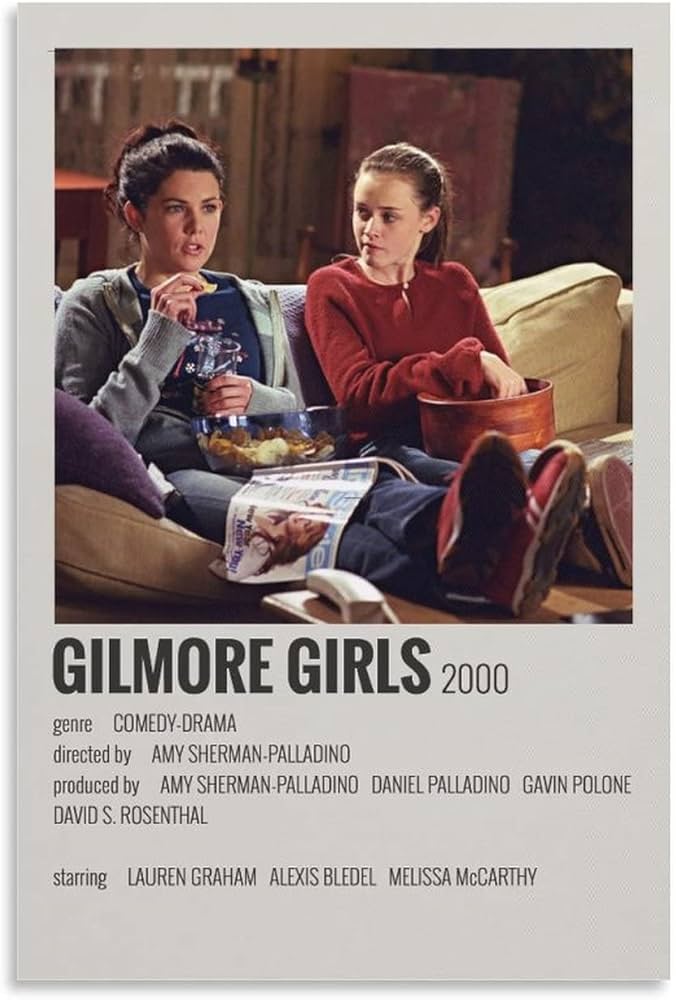 GILMORE GIRLS 2000
genre COMEDY-DRAMA
directed by AMY SHERMAN-PALLADINO
produced by AMY SHERMAN-PALLADINO DANIEL PALLADINO GAVIN POLONE
DAVID S. ROSENTHAL
starring LAUREN GRAHAM ALEXIS BLEDEL MELISSA McCARTHY